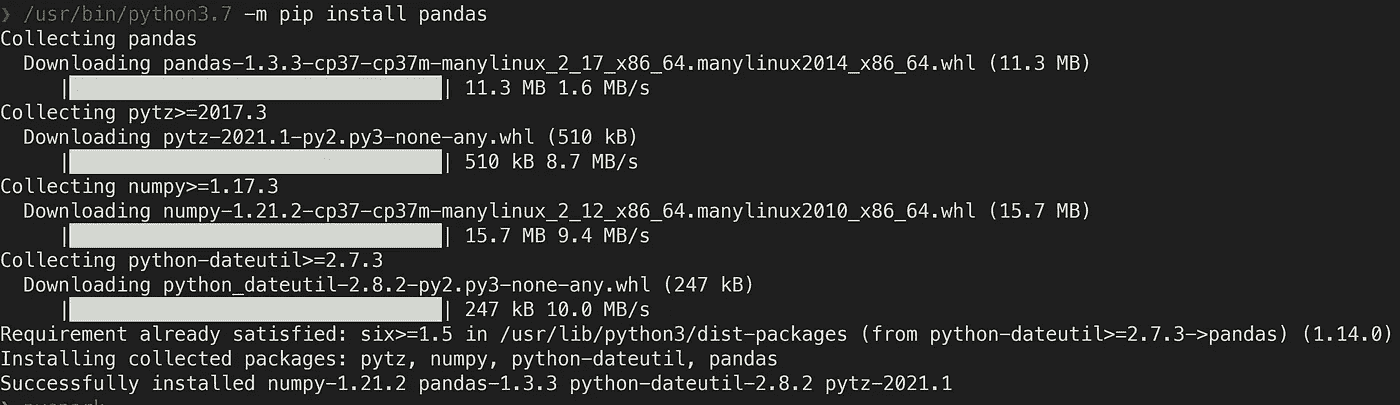 ❯ /usr/bin/python3.7 -m pip install pandas
Collecting pandas
  Downloading pandas-1.3.3-cp37-cp37m-manylinux_2_17_x86_64.manylinux2014_x86_64.whl (11.3 MB)
     |████████████████████████████████| 11.3 MB 1.6 MB/s
Collecting pytz>=2017.3
  Downloading pytz-2021.1-py2.py3-none-any.whl (510 kB)
     |████████████████████████████████| 510 kB 8.7 MB/s
Collecting numpy>=1.17.3
  Downloading numpy-1.21.2-cp37-cp37m-manylinux_2_12_x86_64.manylinux2010_x86_64.whl (15.7 MB)
     |████████████████████████████████| 15.7 MB 9.4 MB/s
Collecting python-dateutil>=2.7.3
  Downloading python_dateutil-2.8.2-py2.py3-none-any.whl (247 kB)
     |████████████████████████████████| 247 kB 10.0 MB/s
Requirement already satisfied: six>=1.5 in /usr/lib/python3/dist-packages (from python-dateutil>=2.7.3->pandas) (1.14.0)
Installing collected packages: pytz, numpy, python-dateutil, pandas
Successfully installed numpy-1.21.2 pandas-1.3.3 python-dateutil-2.8.2 pytz-2021.1